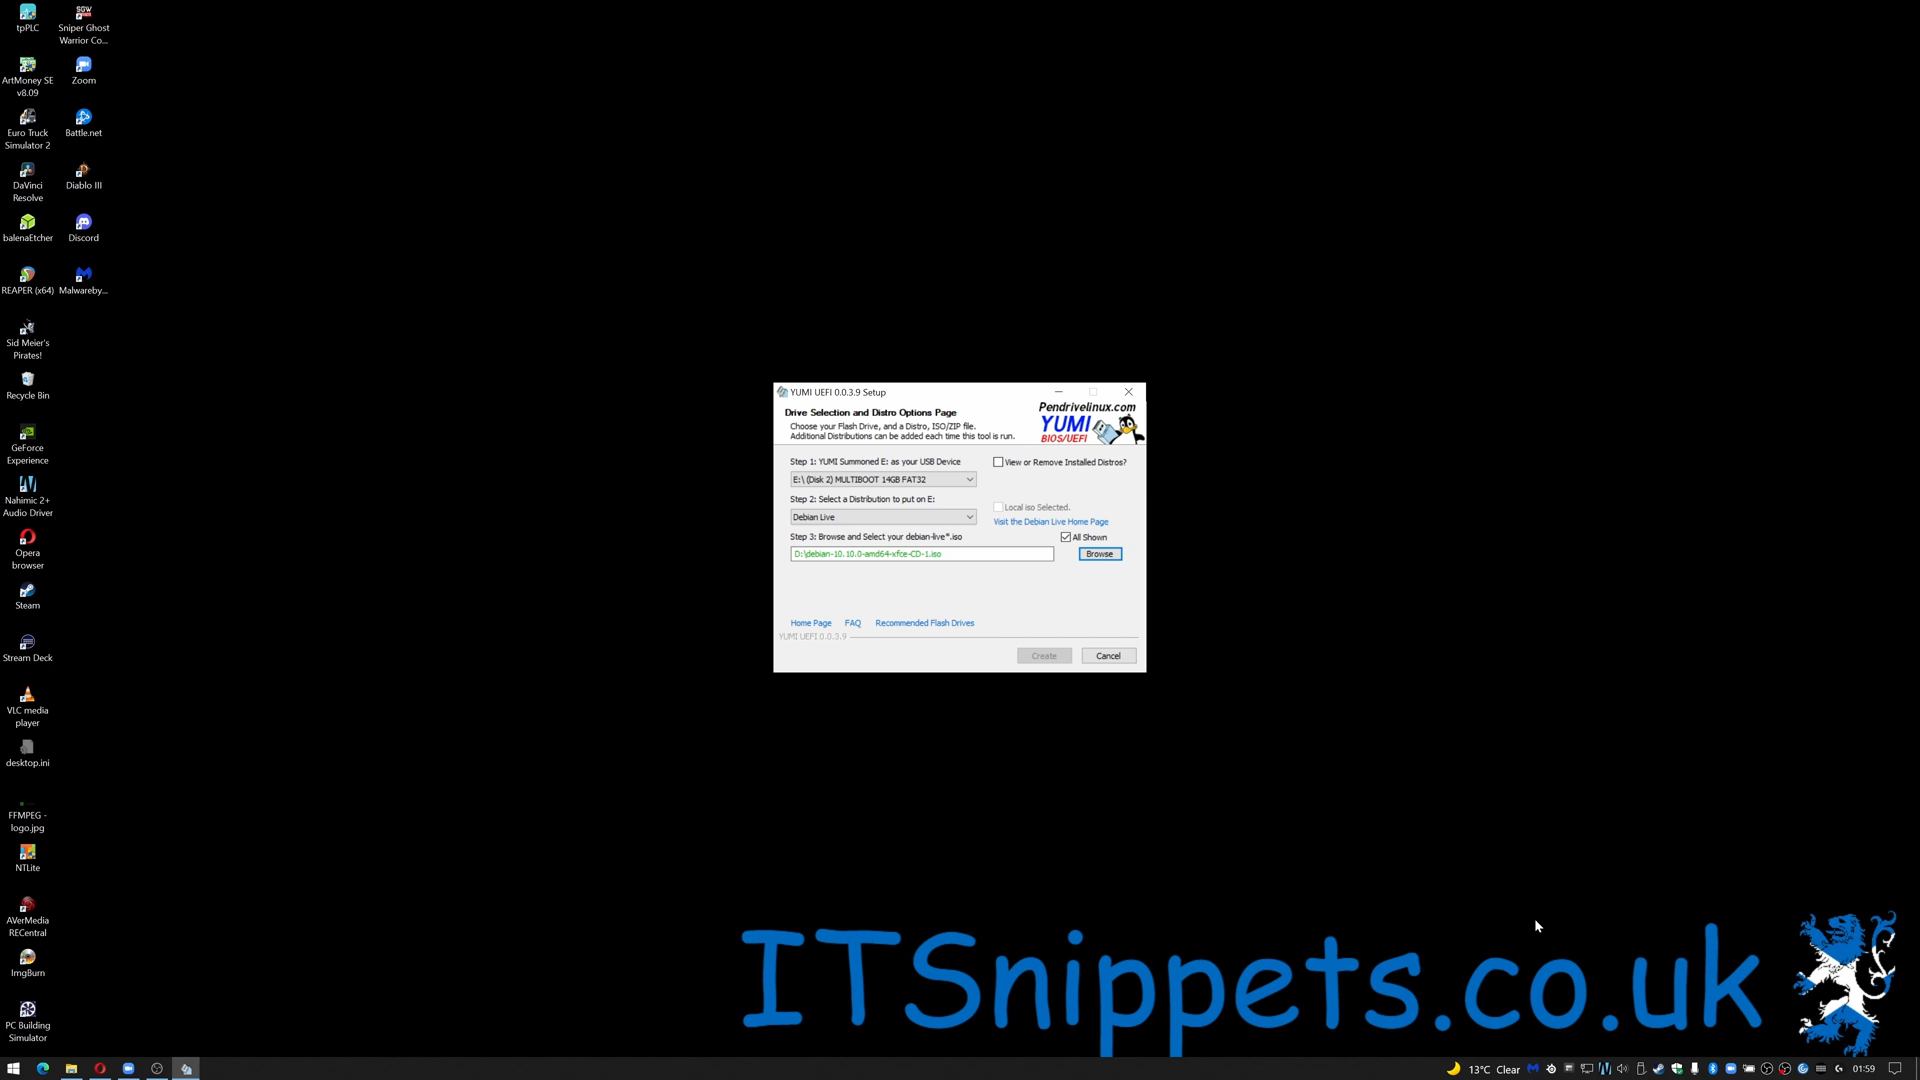 tpPLC
Sniper Ghost
Warrior Co...
ArtMoney SE
v8.09
Zoom
Euro Truck
Simulator 2
Battle.net
DaVinci
Resolve
Diablo III
balenaEtcher
Discord
REAPER (x64)
Malwareby...
Sid Meier's
Pirates!
Recycle Bin
GeForce
Experience
Nahimic 2+
Audio Driver
Opera
browser
Steam
Stream Deck
VLC media
player
desktop.ini
FFMPEG -
logo.jpg
NTLite
AVerMedia
RECentral
ImgBurn
PC Building
Simulator
YUMI UEFI 0.0.3.9 Setup
Drive Selection and Distro Options Page
Choose your Flash Drive, and a Distro, ISO/ZIP file.
Additional Distributions can be added each time this tool is run.
Pendrivelinux.com
YUMI
BIOS/UEFI
Step 1: YUMI Summoned E: as your USB Device
View or Remove Installed Distros?
E:\ (Disk 2) MULTIBOOT 14GB FAT32
Step 2: Select a Distribution to put on E:
Local iso Selected.
Debian Live
Visit the Debian Live Home Page
Step 3: Browse and Select your debian-live*.iso
All Shown
D:\debian-10.10.0-amd64-xfce-CD-1.iso
Browse
Home Page FAQ Recommended Flash Drives
YUMI UEFI 0.0.3.9
Create Cancel
ITSnippets.co.uk
13°C Clear
01:59